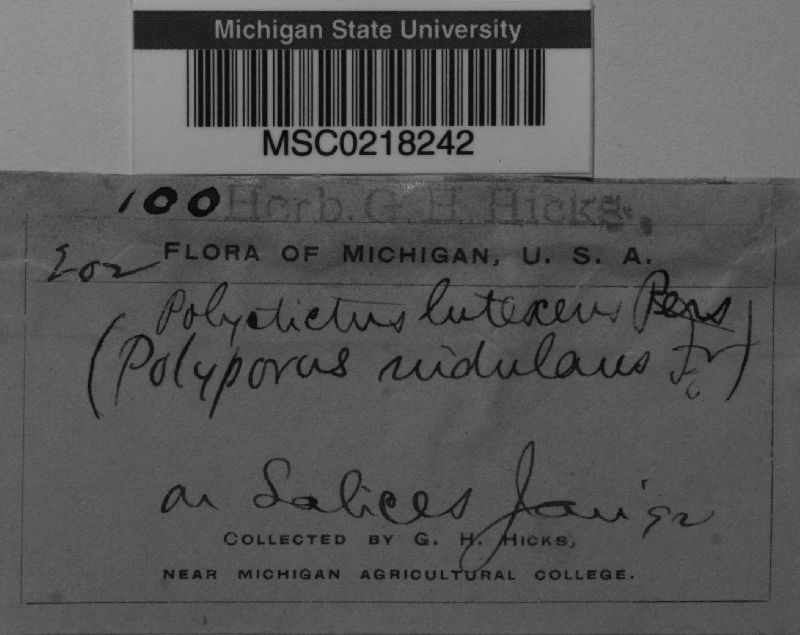 Michigan State University
MSC0218242
100 Herb. G. H. Hicks.,
FLORA OF MICHIGAN, U. S. A.
Polystictus lutescens Pers
(Polyporus nidulans Fr)
on Salices Jan '92
COLLECTED BY G. H. HICKS,
NEAR MICHIGAN AGRICULTURAL COLLEGE.